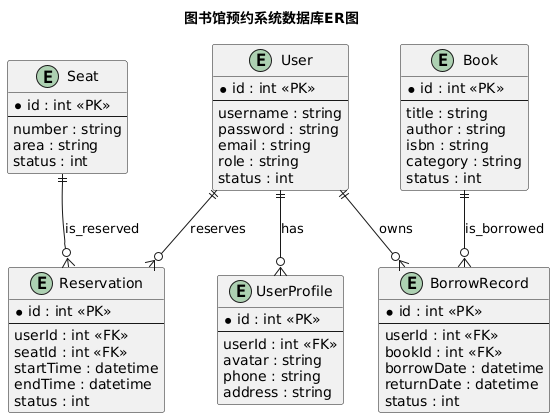 图书馆预约系统数据库ER图
E Seat
* id : int «PK»
number : string
area : string
status : int
E User
* id : int «PK»
username : string
password : string
email : string
role : string
status : int
E Book
* id : int «PK»
title : string
author : string
isbn : string
category : string
status : int
is_reserved
reserves
has
owns
is_borrowed
E Reservation
* id : int «PK»
userId : int «FK»
seatId : int «FK»
startTime : datetime
endTime : datetime
status : int
E UserProfile
* id : int «PK»
userId : int «FK»
avatar : string
phone : string
address : string
E BorrowRecord
* id : int «PK»
userId : int «FK»
bookId : int «FK»
borrowDate : datetime
returnDate : datetime
status : int